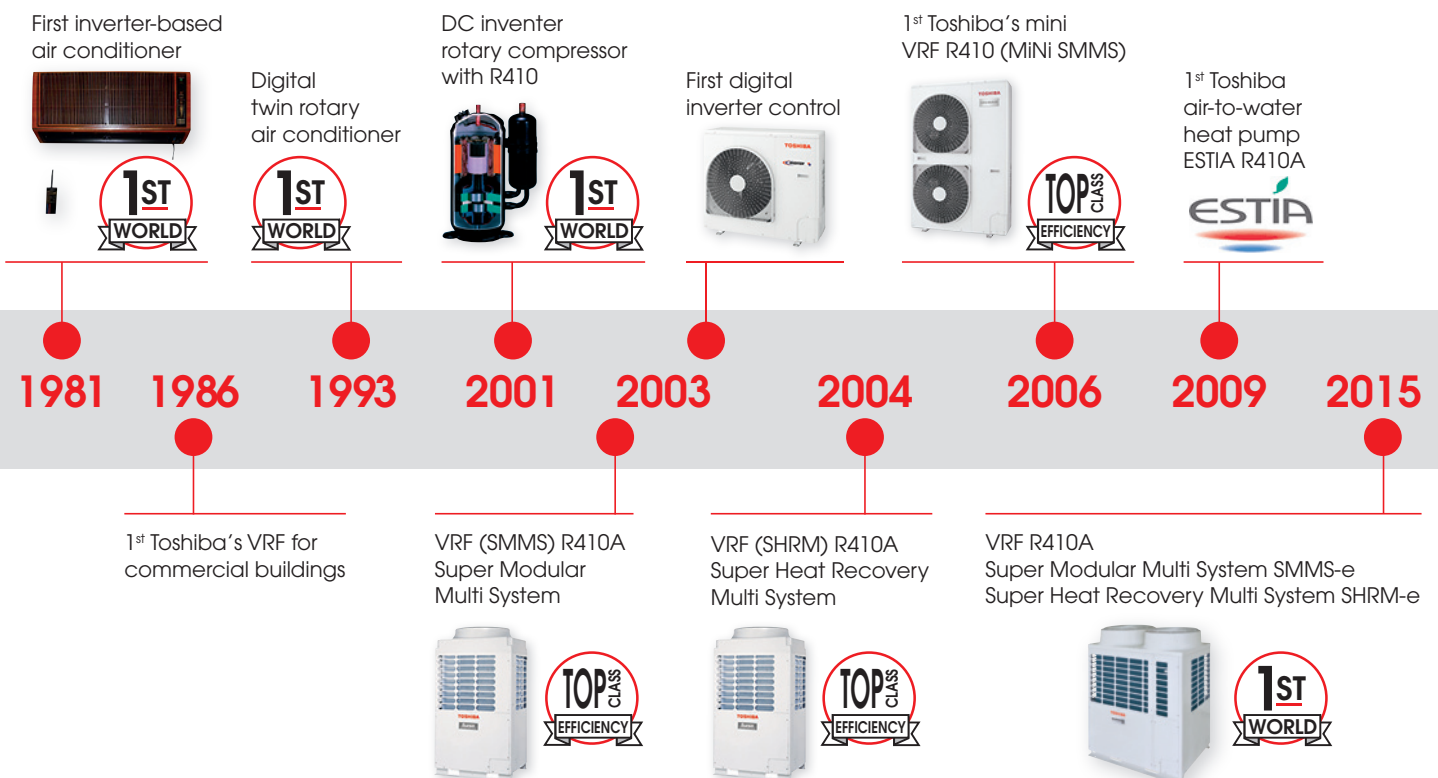 First inverter-based
air conditioner
1ST
WORLD
Digital
twin rotary
air conditioner
1ST
WORLD
DC inventer
rotary compressor
with R410
1ST
WORLD
First digital
inverter control
TOSHIBA
1st Toshiba's mini
VRF R410 (MiNi SMMS)
TOSHIBA
TOP CLASS
EFFICIENCY
1st Toshiba
air-to-water
heat pump
ESTIA R410A
ESTIA
1981 1986 1993 2001 2003 2004 2006 2009 2015
1st Toshiba's VRF for
commercial buildings
VRF (SMMS) R410A
Super Modular
Multi System
TOSHIBA
TOP CLASS
EFFICIENCY
VRF (SHRM) R410A
Super Heat Recovery
Multi System
TOSHIBA
TOP CLASS
EFFICIENCY
VRF R410A
Super Modular Multi System SMMS-e
Super Heat Recovery Multi System SHRM-e
TOSHIBA
1ST
WORLD